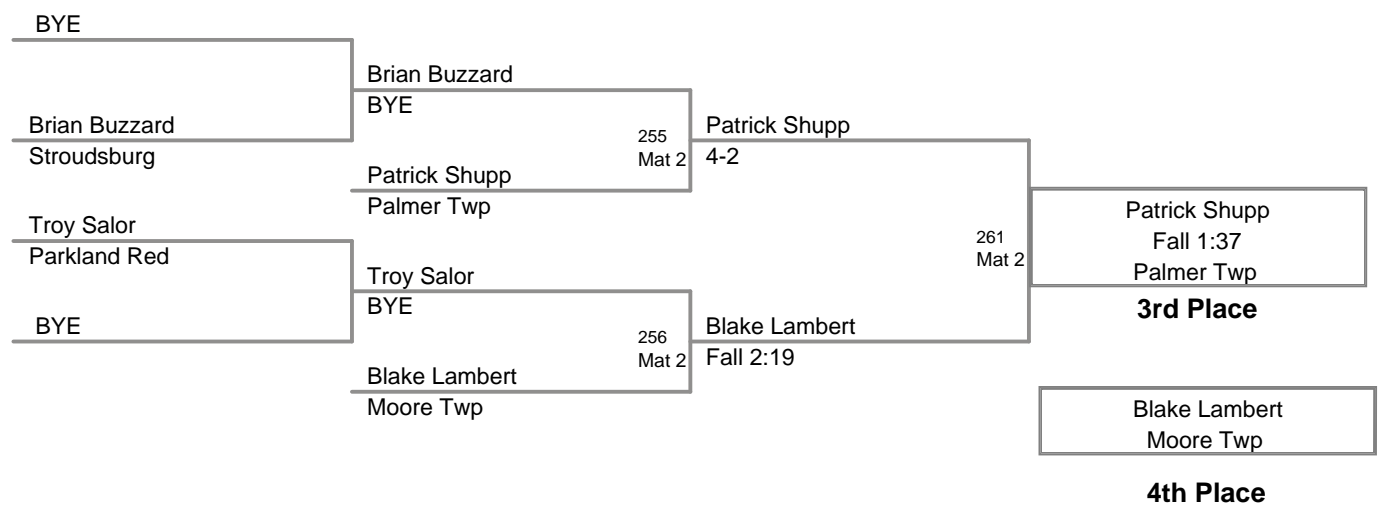 BYE
Brian Buzzard
Stroudsburg
Troy Salor
Parkland Red
BYE
Brian Buzzard
BYE
255
Mat 2
Patrick Shupp
Palmer Twp
Troy Salor
BYE
256
Mat 2
Blake Lambert
Moore Twp
Patrick Shupp
4-2
261
Mat 2
Blake Lambert
Fall 2:19
Patrick Shupp
Fall 1:37
Palmer Twp
3rd Place
Blake Lambert
Moore Twp
4th Place